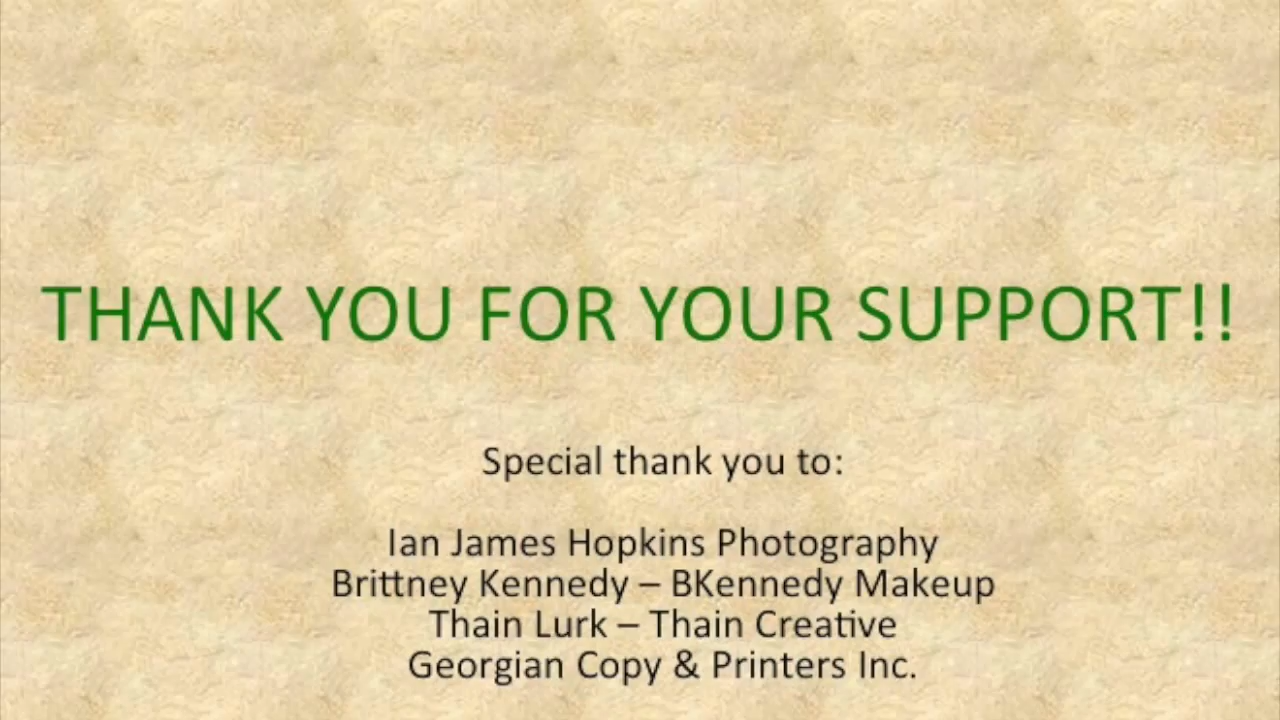 THANK YOU FOR YOUR SUPPORT!!
Special thank you to:
Ian James Hopkins Photography
Brittney Kennedy – BKennedy Makeup
Thain Lurk – Thain Creative
Georgian Copy & Printers Inc.